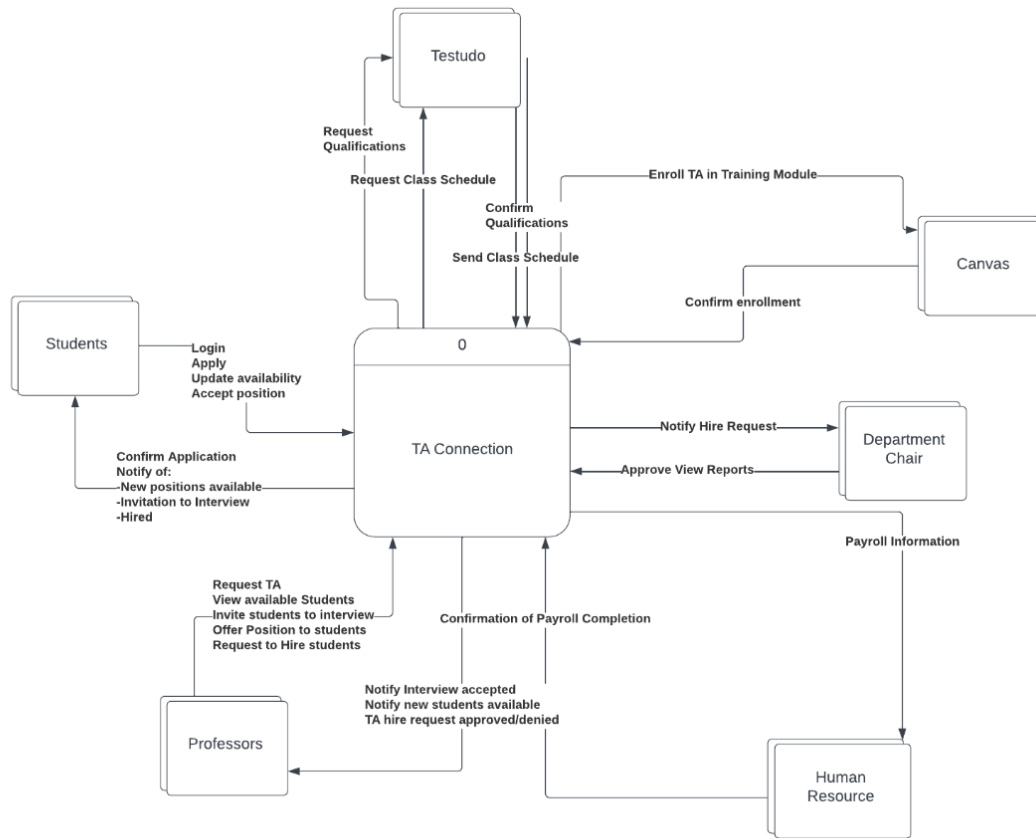 Testudo
Request
Qualifications
Request Class Schedule
Enroll TA in Training Module
Confirm
Qualifications
Send Class Schedule
Canvas
Confirm enrollment
Students
Login
Apply
Update availability
Accept position
0
TA Connection
Notify Hire Request
Department
Chair
Approve View Reports
Confirm Application
Notify of:
-New positions available
-Invitation to Interview
-Hired
Payroll Information
Request TA
View available Students
Invite students to interview
Offer Position to students
Request to Hire students
Confirmation of Payroll Completion
Notify Interview accepted
Notify new students available
TA hire request approved/denied
Professors
Human
Resource